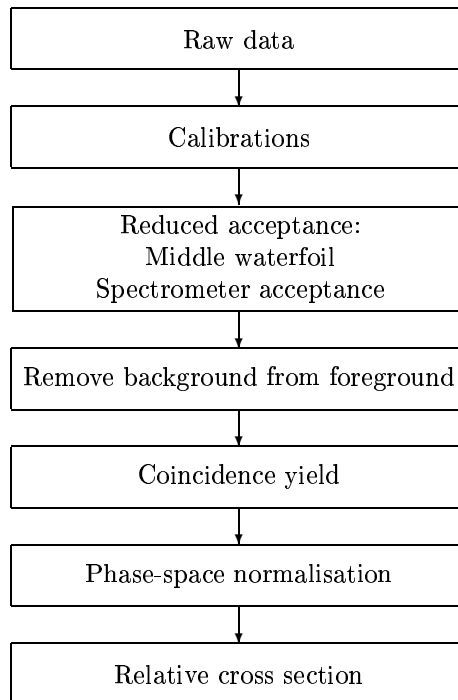 Raw data
Calibrations
Reduced acceptance:
Middle waterfoil
Spectrometer acceptance
Remove background from foreground
Coincidence yield
Phase-space normalisation
Relative cross section